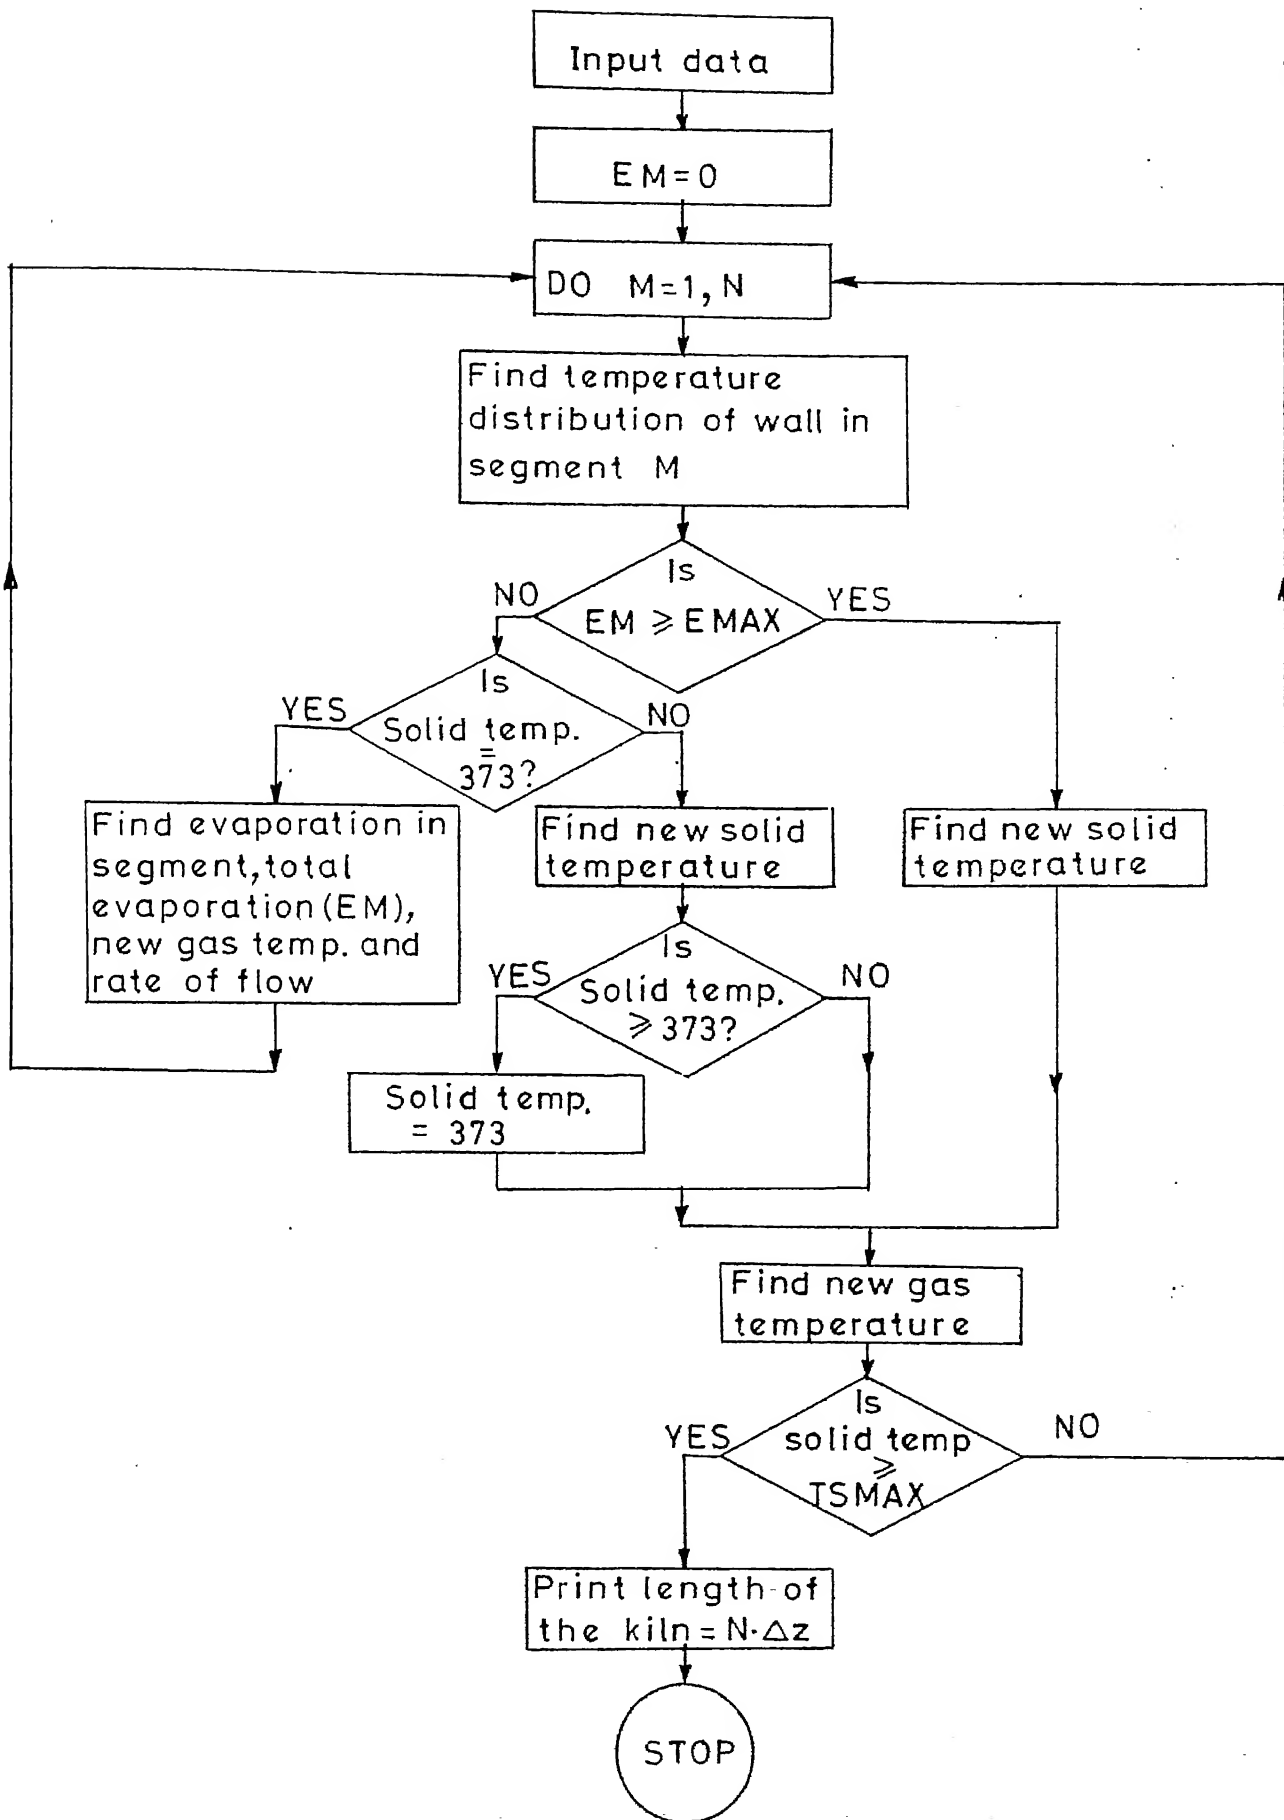 Input data
EM=0
DO M=1, N
Find temperature
distribution of wall in
segment M
Is
EM ⩾ EMAX
NO
YES
Is
Solid temp.
=
373?
YES
NO
Find evaporation in
segment, total
evaporation (EM),
new gas temp. and
rate of flow
Find new solid
temperature
Find new solid
temperature
Is
Solid temp.
⩾ 373?
YES
NO
Solid temp.
= 373
Find new gas
temperature
Is
solid temp
⩾
TSMAX
YES
NO
Print length of
the kiln = N·Δz
STOP